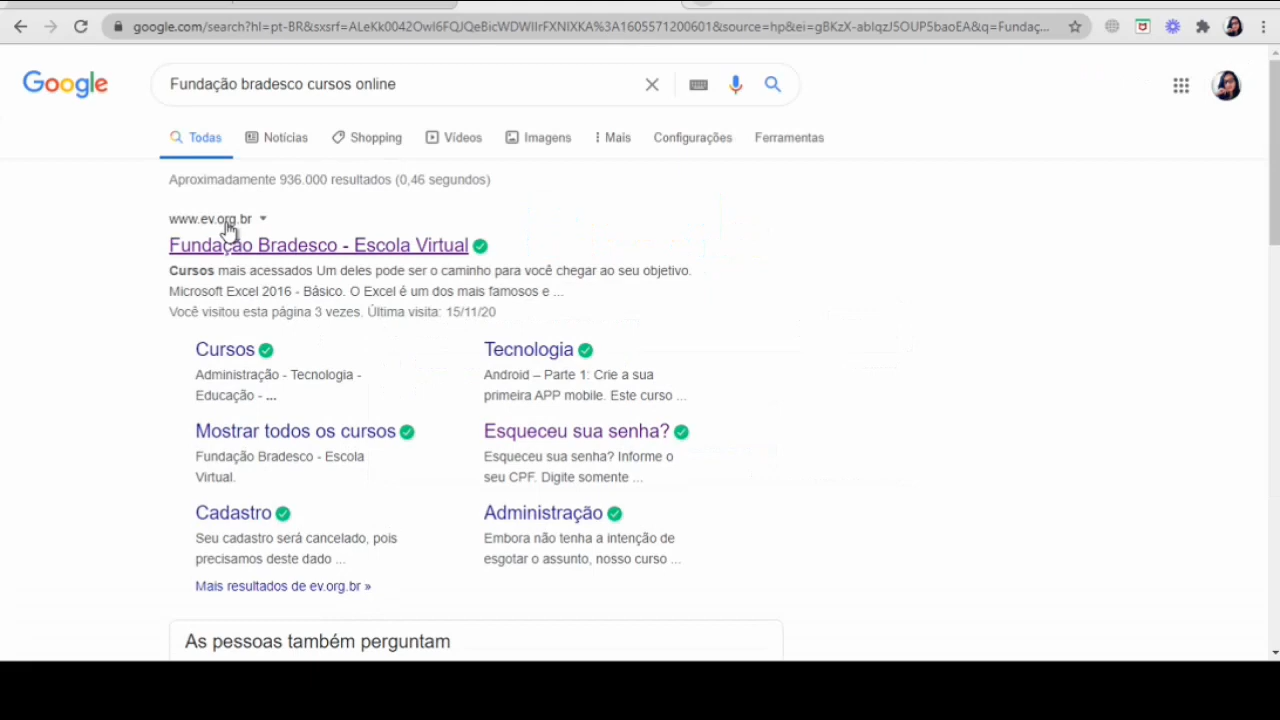 google.com/search?hl=pt-BR&sxsrf=ALeKk0042OwI6FQJQeBicWDWIIrFXNIXKA%3A1605571200601&source=hp&ei=gBKzX-ablqzJ5OUP5baoEA&q=Fundaç...
Google
Fundação bradesco cursos online
Todas Notícias Shopping Vídeos Imagens Mais Configurações Ferramentas
Aproximadamente 936.000 resultados (0,46 segundos)
www.ev.org.br
Fundação Bradesco - Escola Virtual
Cursos mais acessados Um deles pode ser o caminho para você chegar ao seu objetivo.
Microsoft Excel 2016 - Básico. O Excel é um dos mais famosos e ...
Você visitou esta página 3 vezes. Última visita: 15/11/20
Cursos
Administração - Tecnologia -
Educação - ...
Tecnologia
Android – Parte 1: Crie a sua
primeira APP mobile. Este curso ...
Mostrar todos os cursos
Fundação Bradesco - Escola
Virtual.
Esqueceu sua senha?
Esqueceu sua senha? Informe o
seu CPF. Digite somente ...
Cadastro
Seu cadastro será cancelado, pois
precisamos deste dado ...
Administração
Embora não tenha a intenção de
esgotar o assunto, nosso curso ...
Mais resultados de ev.org.br »
As pessoas também perguntam